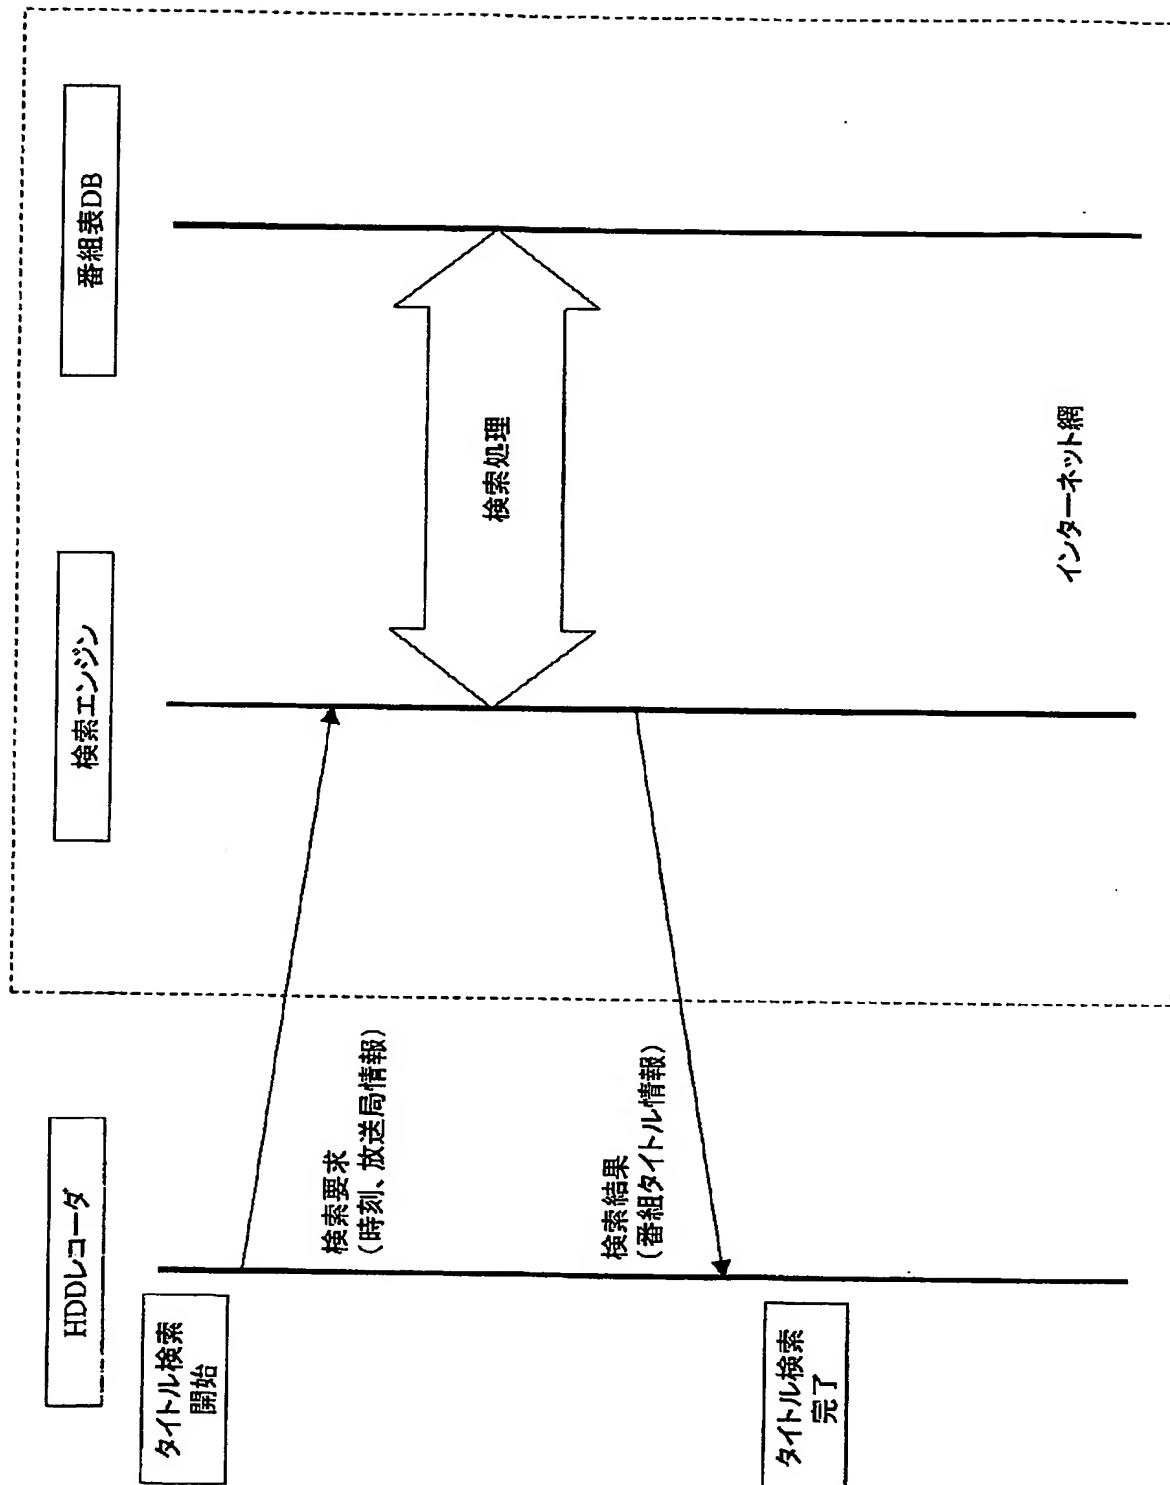 HDDレコーダ
検索エンジン
番組表DB
タイトル検索
開始
検索要求
(時刻、放送局情報)
検索処理
検索結果
(番組タイトル情報)
タイトル検索
完了
インターネット網